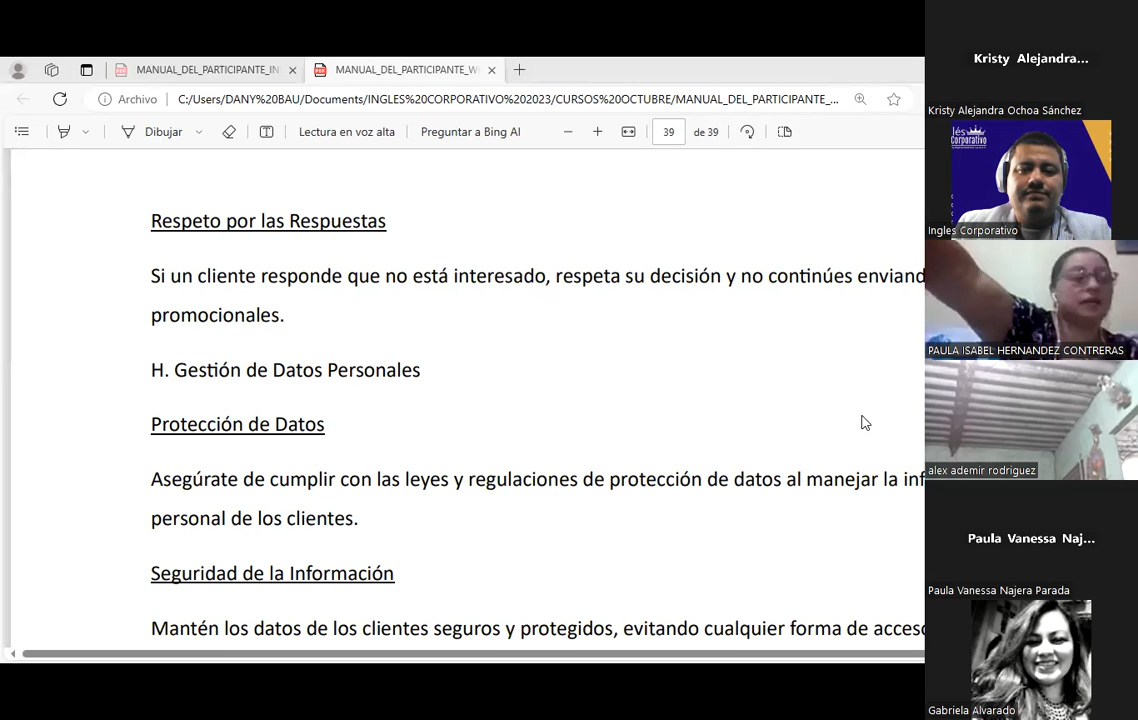 MANUAL_DEL_PARTICIPANTE_IN
MANUAL_DEL_PARTICIPANTE_W
Archivo
C:/Users/DANY%20BAU/Documents/INGLES%20CORPORATIVO%202023/CURSOS%20OCTUBRE/MANUAL_DEL_PARTICIPANTE_...
Dibujar
Lectura en voz alta
Preguntar a Bing AI
39
de 39
Respeto por las Respuestas
Si un cliente responde que no está interesado, respeta su decisión y no continúes enviand
promocionales.
H. Gestión de Datos Personales
Protección de Datos
Asegúrate de cumplir con las leyes y regulaciones de protección de datos al manejar la inf
personal de los clientes.
Seguridad de la Información
Mantén los datos de los clientes seguros y protegidos, evitando cualquier forma de acceso
Kristy Alejandra...
Kristy Alejandra Ochoa Sánchez
lés
Corporativo
Ingles Corporativo
PAULA ISABEL HERNANDEZ CONTRERAS
alex ademir rodriguez
Paula Vanessa Naj...
Paula Vanessa Najera Parada
Gabriela Alvarado